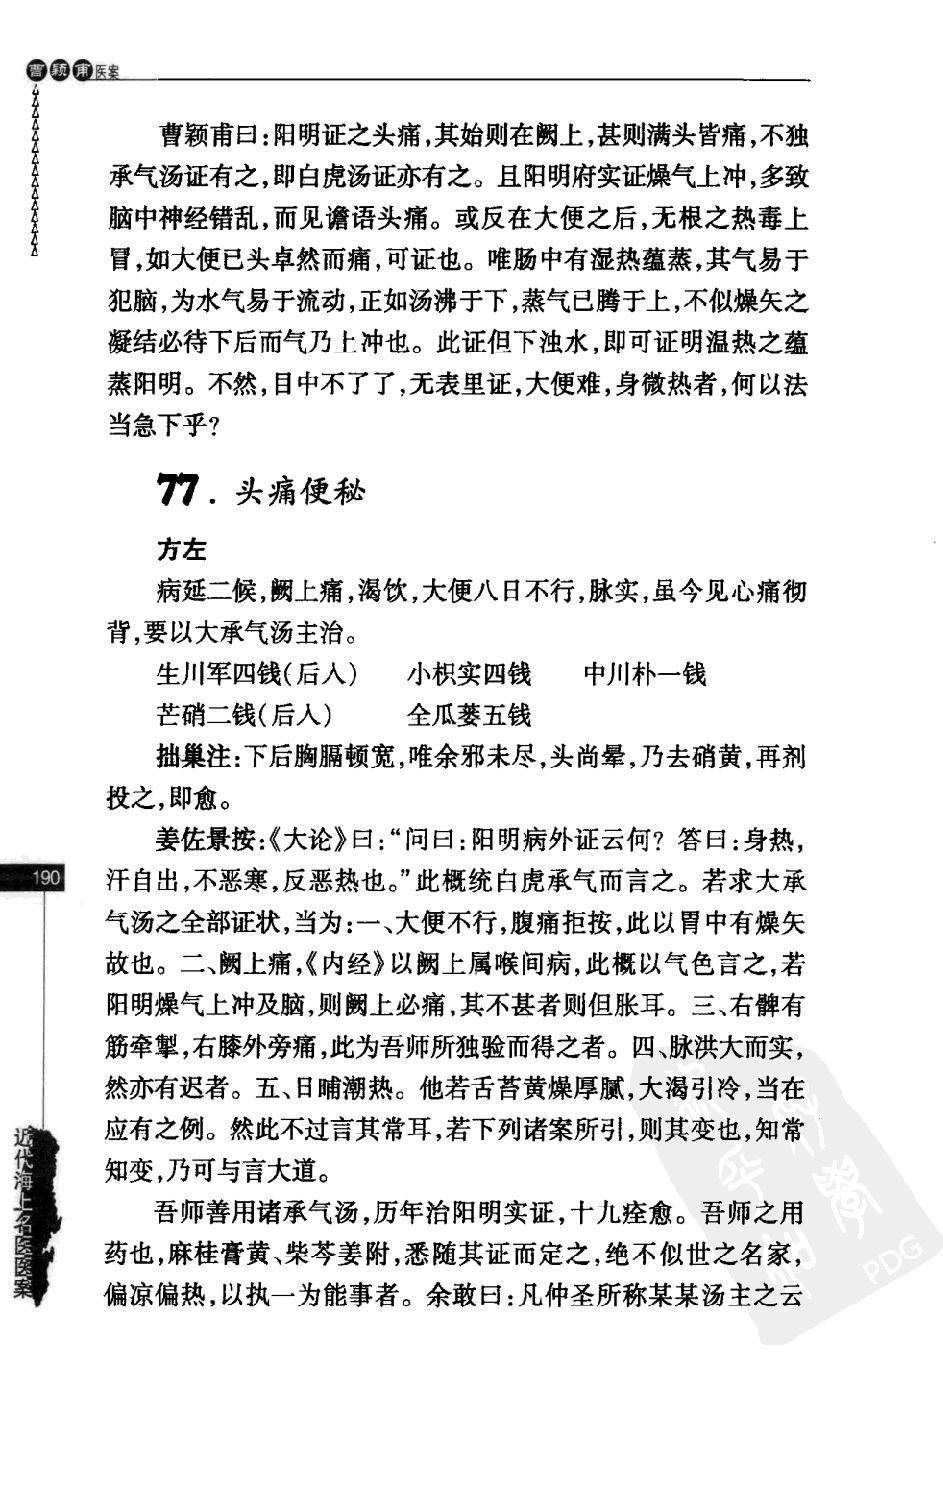 曹颖甫医案
曹颖甫曰:阳明证之头痛,其始则在阙上,甚则满头皆痛,不独
承气汤证有之,即白虎汤证亦有之。且阳明府实证燥气上冲,多致
脑中神经错乱,而见谵语头痛。或反在大便之后,无根之热毒上
冒,如大便已头卓然而痛,可证也。唯肠中有湿热蕴蒸,其气易于
犯脑,为水气易于流动,正如汤沸于下,蒸气已腾于上,不似燥矢之
凝结必待下后而气乃上冲也。此证但下浊水,即可证明温热之蕴
蒸阳明。不然,目中不了了,无表里证,大便难,身微热者,何以法
当急下乎?
77. 头痛便秘
方左
病延二候,阙上痛,渴饮,大便八日不行,脉实,虽今见心痛彻
背,要以大承气汤主治。
生川军四钱(后入) 小枳实四钱 中川朴一钱
芒硝二钱(后入) 全瓜蒌五钱
拙巢注:下后胸膈顿宽,唯余邪未尽,头尚晕,乃去硝黄,再剂
投之,即愈。
姜佐景按:《大论》曰:“问曰:阳明病外证云何? 答曰:身热,
汗自出,不恶寒,反恶热也。”此概统白虎承气而言之。若求大承
气汤之全部证状,当为:一、大便不行,腹痛拒按,此以胃中有燥矢
故也。二、阙上痛,《内经》以阙上属喉间病,此概以气色言之,若
阳明燥气上冲及脑,则阙上必痛,其不甚者则但胀耳。三、右髀有
筋牵掣,右膝外旁痛,此为吾师所独验而得之者。四、脉洪大而实,
然亦有迟者。五、日晡潮热。他若舌苔黄燥厚腻,大渴引冷,当在
应有之例。然此不过言其常耳,若下列诸案所引,则其变也,知常
知变,乃可与言大道。
吾师善用诸承气汤,历年治阳明实证,十九痊愈。吾师之用
药也,麻桂膏黄、柴芩姜附,悉随其证而定之,绝不似世之名家,
偏凉偏热,以执一为能事者。余敢曰:凡仲圣所称某某汤主之云
190
近代海上名医医案
PDG